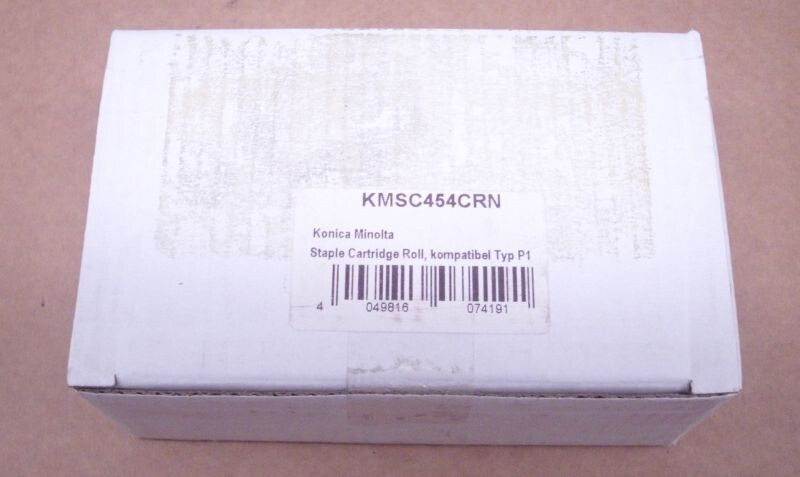 KMSC454CRN
Konica Minolta
Staple Cartridge Roll, kompatibel Typ P1
4 049816 074191